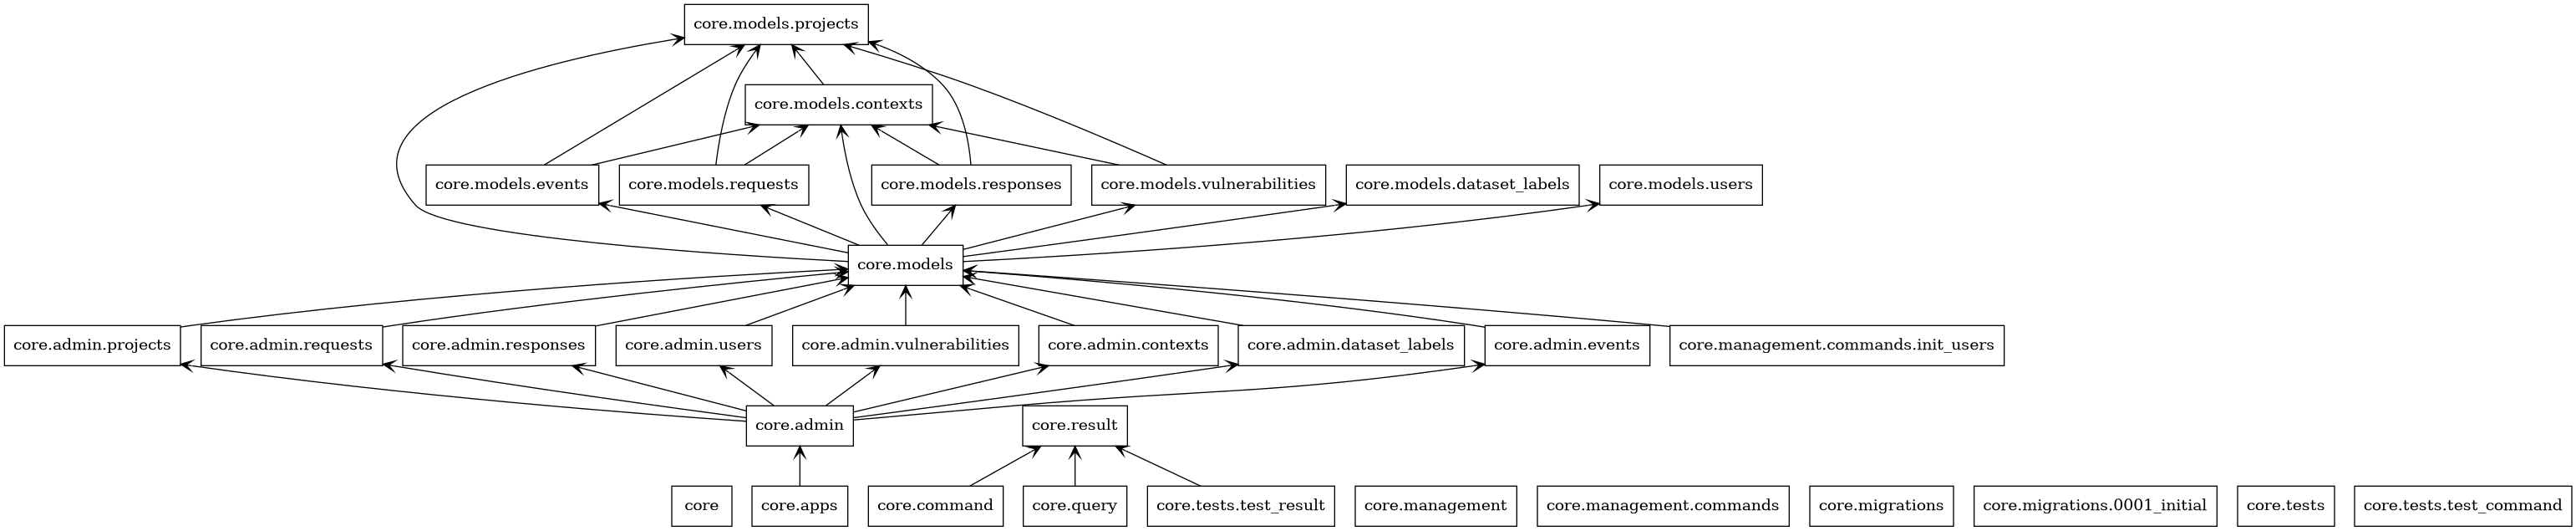 core.models.projects
core.models.contexts
core.models.events
core.models.requests
core.models.responses
core.models.vulnerabilities
core.models.dataset_labels
core.models.users
core.models
core.admin.projects
core.admin.requests
core.admin.responses
core.admin.users
core.admin.vulnerabilities
core.admin.contexts
core.admin.dataset_labels
core.admin.events
core.management.commands.init_users
core.admin
core.result
core
core.apps
core.command
core.query
core.tests.test_result
core.management
core.management.commands
core.migrations
core.migrations.0001_initial
core.tests
core.tests.test_command